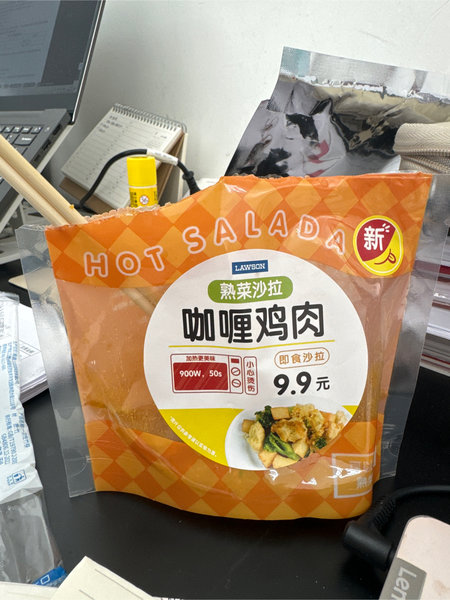 HOT SALADA
新
LAWSON
熟菜沙拉
咖喱鸡肉
加热更美味
900W, 50s
小心烫伤
即食沙拉
9.9元
Len